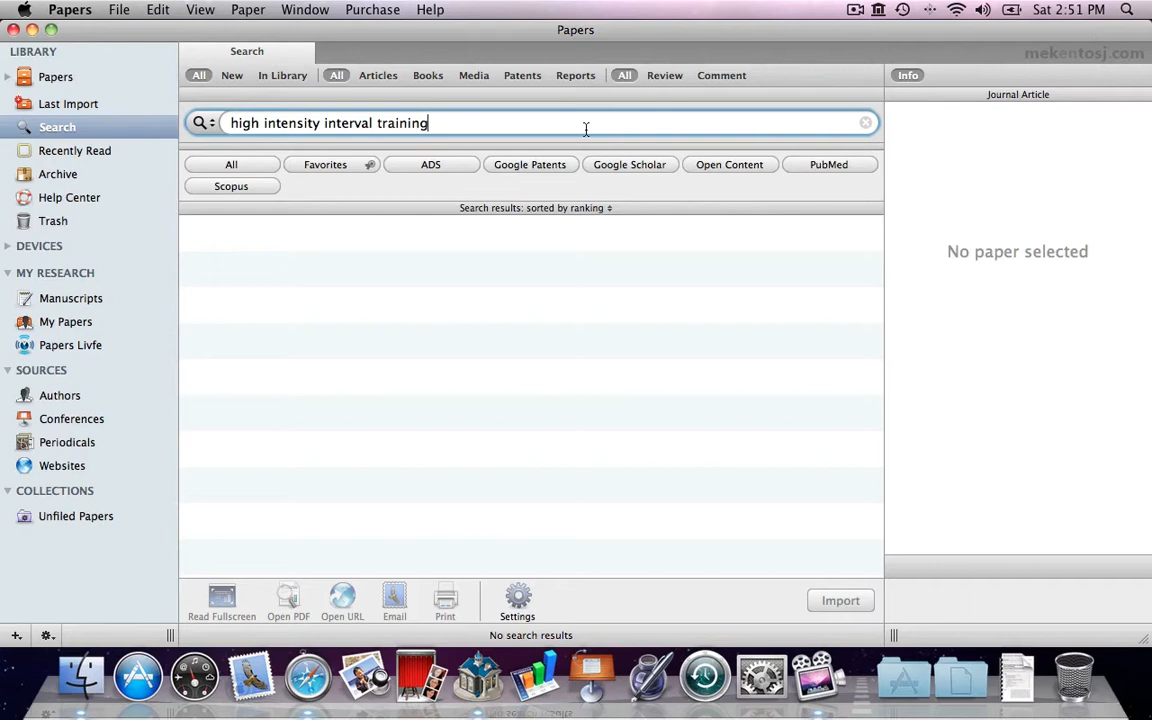 Papers File Edit View Paper Window Purchase Help Sat 2:51 PM
Papers
LIBRARY
Papers
Last Import
Search
Recently Read
Archive
Help Center
Trash
DEVICES
MY RESEARCH
Manuscripts
My Papers
Papers Livfe
SOURCES
Authors
Conferences
Periodicals
Websites
COLLECTIONS
Unfiled Papers
Search
mekentosj.com
All New In Library All Articles Books Media Patents Reports All Review Comment
high intensity interval training
All Favorites ADS Google Patents Google Scholar Open Content PubMed
Scopus
Search results: sorted by ranking
Read Fullscreen Open PDF Open URL Email Print Settings
Import
No search results
Info
Journal Article
No paper selected